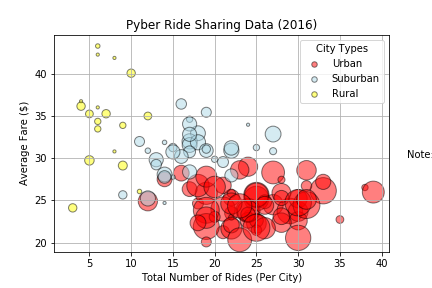 Pyber Ride Sharing Data (2016)
City Types
Urban
Suburban
Rural
Average Fare ($)
40
35
30
25
20
Note:
5 10 15 20 25 30 35 40
Total Number of Rides (Per City)